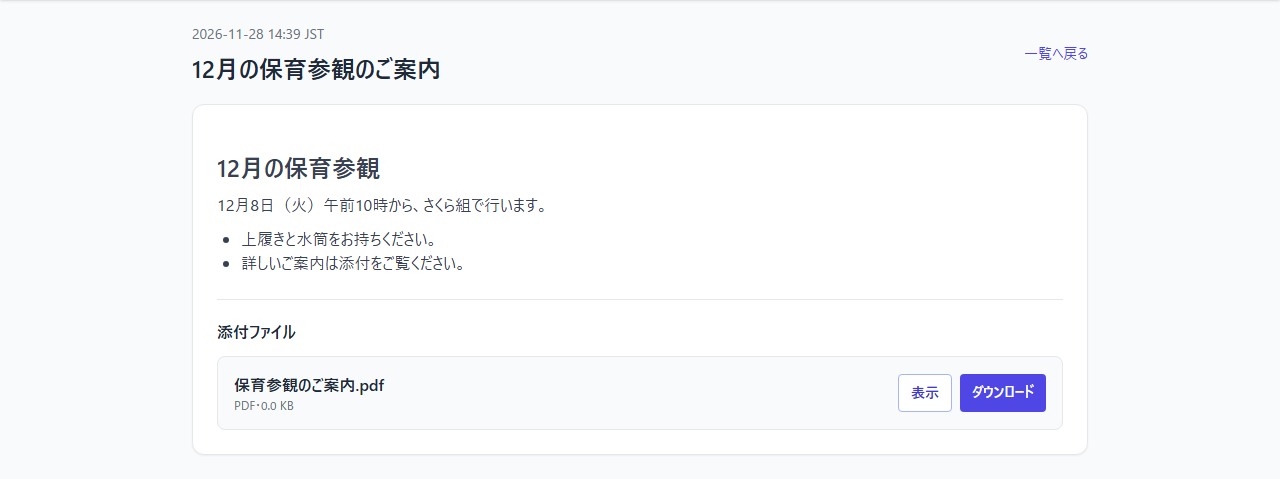 2026-11-28 14:39 JST
一覧へ戻る
12月の保育参観のご案内
12月の保育参観
12月8日（火）午前10時から、さくら組で行います。
上履きと水筒をお持ちください。
詳しいご案内は添付をご覧ください。
添付ファイル
保育参観のご案内.pdf
PDF・0.0 KB
表示
ダウンロード